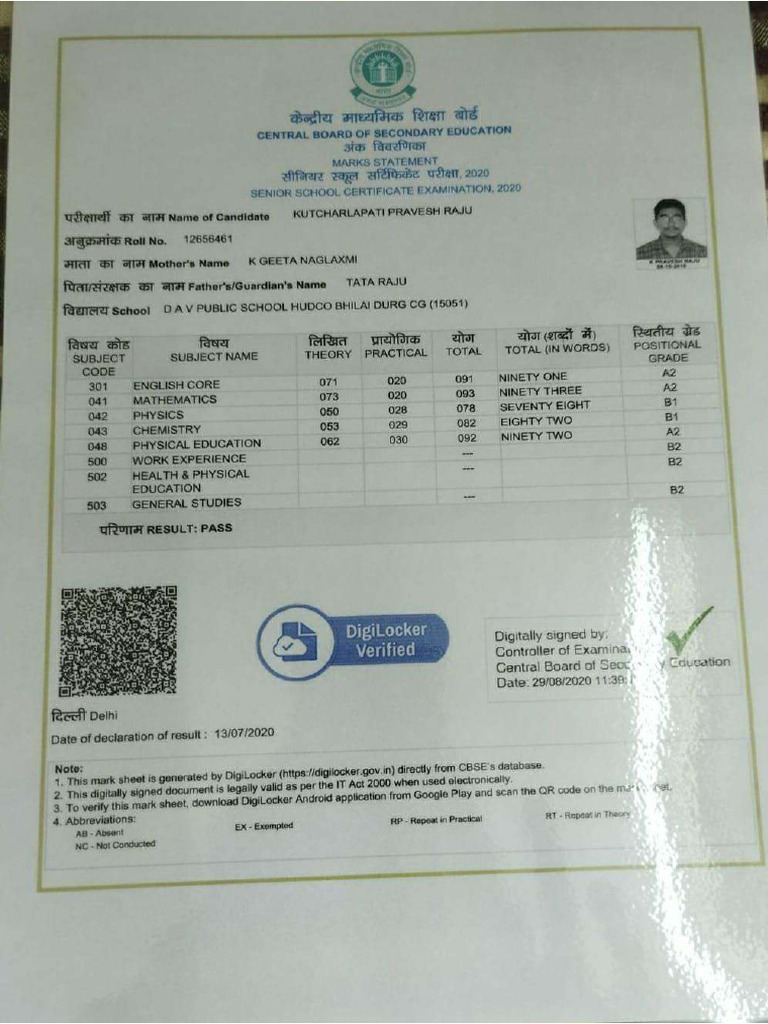 केन्द्रीय माध्यमिक शिक्षा बोर्ड
CENTRAL BOARD OF SECONDARY EDUCATION
अंक विवरणिका
MARKS STATEMENT
सीनियर स्कूल सर्टिफिकेट परीक्षा, 2020
SENIOR SCHOOL CERTIFICATE EXAMINATION, 2020
परीक्षार्थी का नाम Name of Candidate KUTCHARLAPATI PRAVESH RAJU
अनुक्रमांक Roll No. 12656461
K PRAVESH RAJU
माता का नाम Mother's Name K GEETA NAGLAXMI
पिता/संरक्षक का नाम Father's/Guardian's Name TATA RAJU
विद्यालय School D A V PUBLIC SCHOOL HUDCO BHILAI DURG CG (15051)
विषय कोड विषय लिखित प्रायोगिक योग योग (शब्दों में) स्थितीय ग्रेड
SUBJECT CODE SUBJECT NAME THEORY PRACTICAL TOTAL TOTAL (IN WORDS) POSITIONAL GRADE
301 ENGLISH CORE 071 020 091 NINETY ONE A2
041 MATHEMATICS 073 020 093 NINETY THREE A2
042 PHYSICS 050 028 078 SEVENTY EIGHT B1
043 CHEMISTRY 053 029 082 EIGHTY TWO B1
048 PHYSICAL EDUCATION 062 030 092 NINETY TWO A2
500 WORK EXPERIENCE --- B2
502 HEALTH & PHYSICAL EDUCATION --- B2
503 GENERAL STUDIES --- B2
परिणाम RESULT: PASS
DigiLocker
Verified
Digitally signed by:
Controller of
Central Board of Education
Date: 29/08/2020
दिल्ली Delhi
Date of declaration of result : 13/07/2020
Note:
1. This mark sheet is generated by DigiLocker (https://digilocker.gov.in) directly from CBSE's database.
2. This digitally signed document is legally valid as per the IT Act 2000 when used electronically.
3. To verify this mark sheet, download DigiLocker Android application from Google Play and scan the QR code on the
4. Abbreviations:
AB - Absent EX - Exempted RP - Repeat in Practical RT - Repeat in Theory
NC - Not Conducted